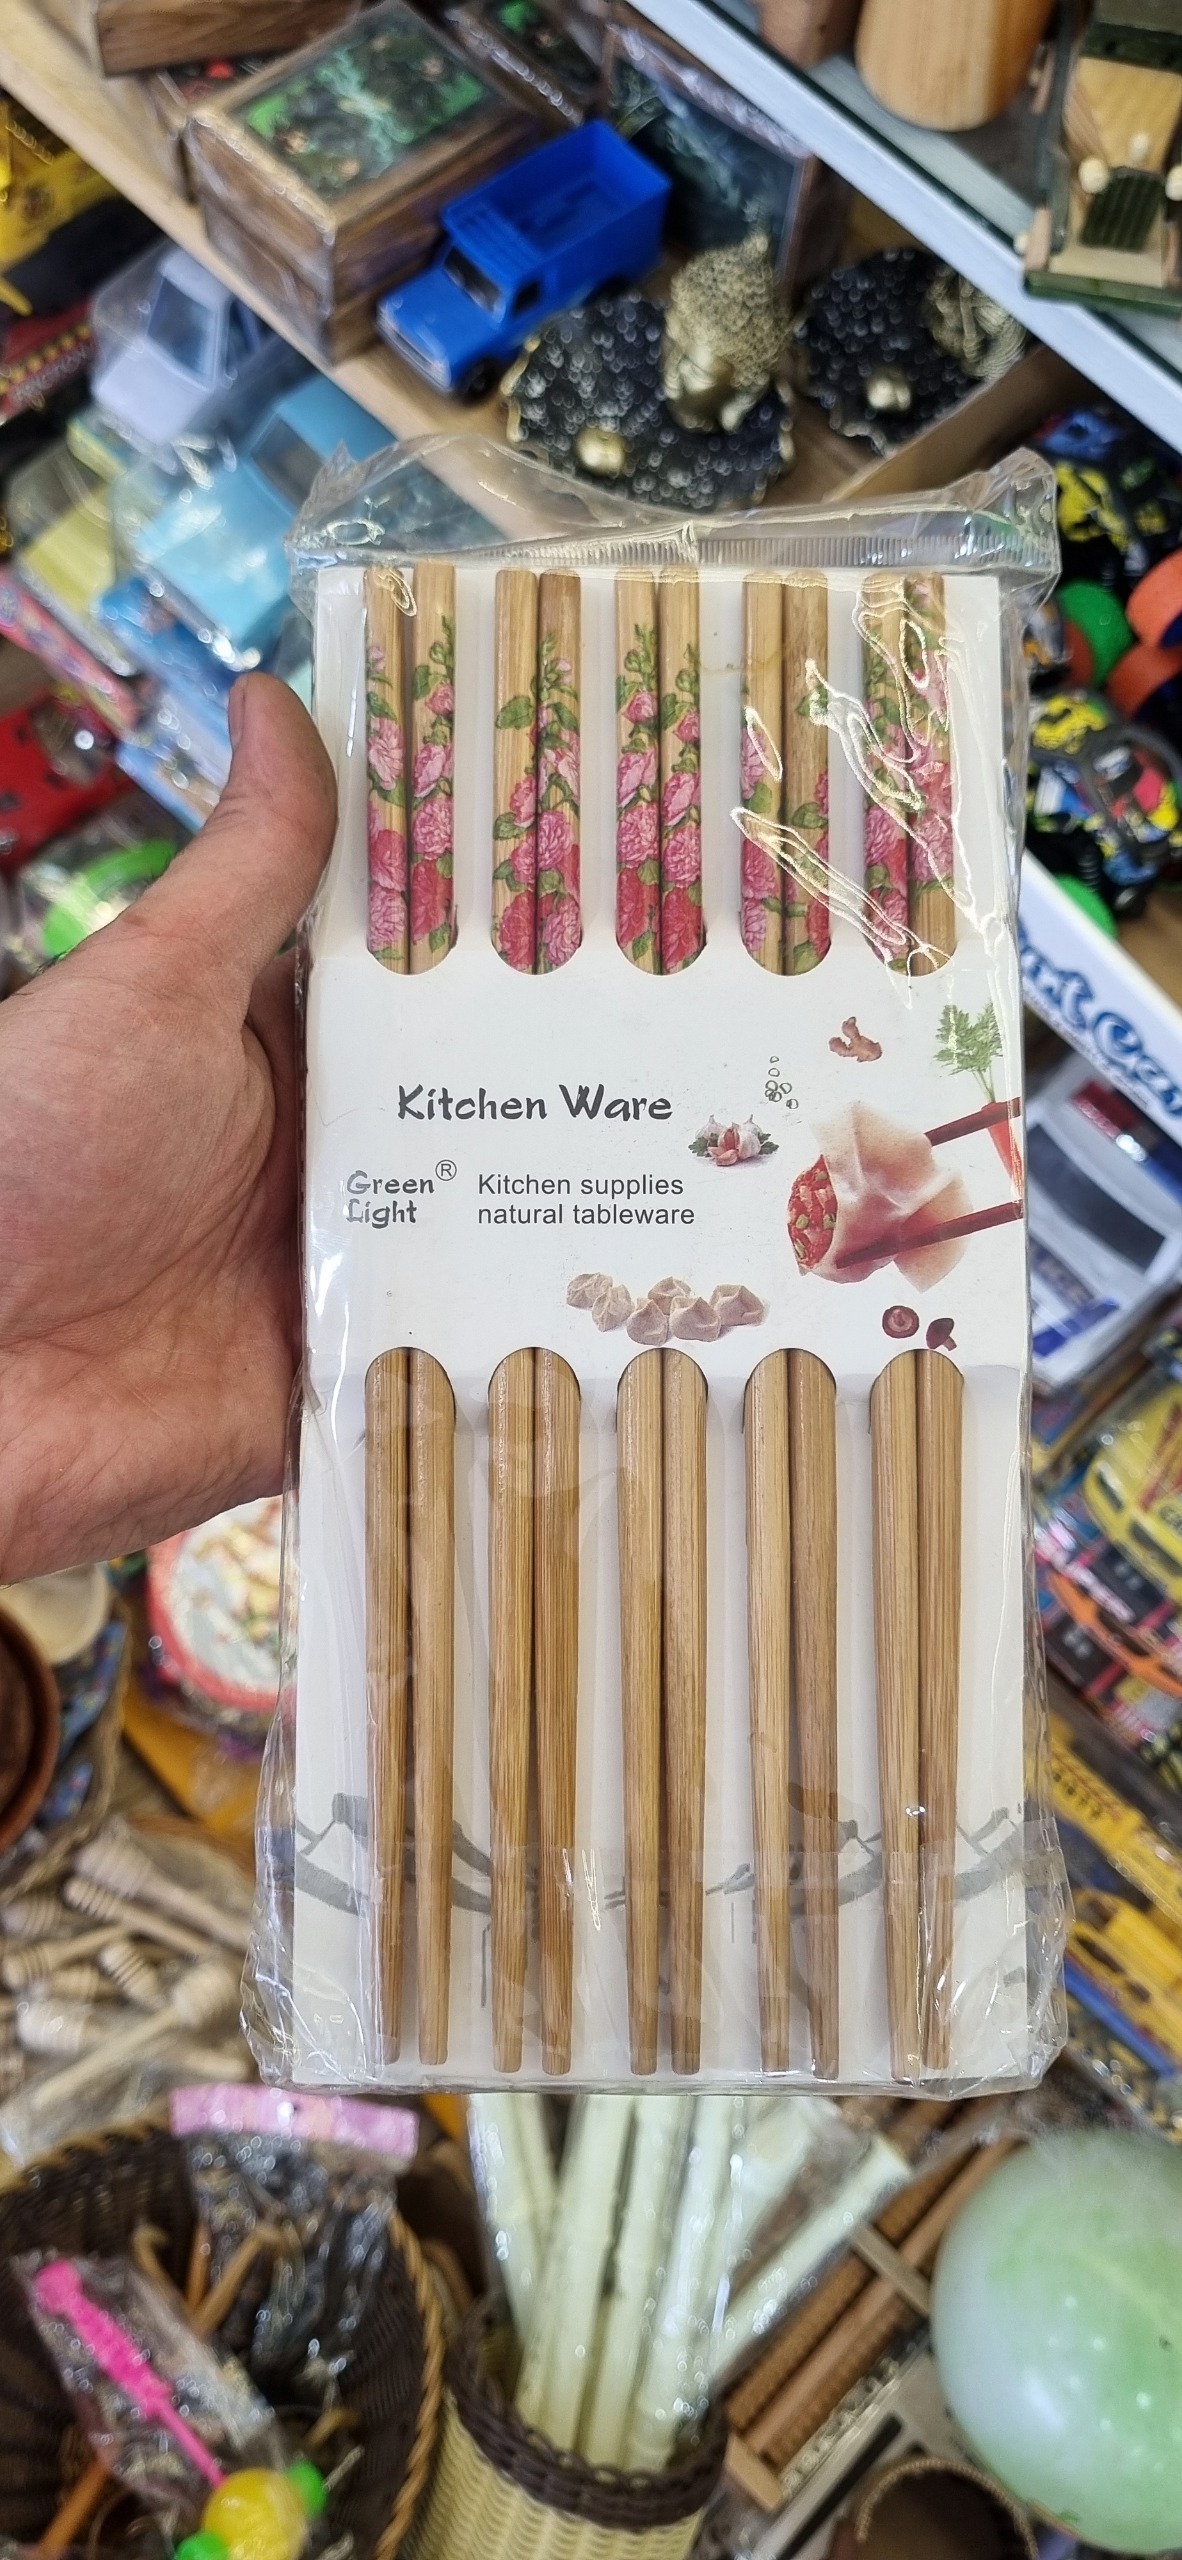 Kitchen Ware
Green® Kitchen supplies
Light natural tableware